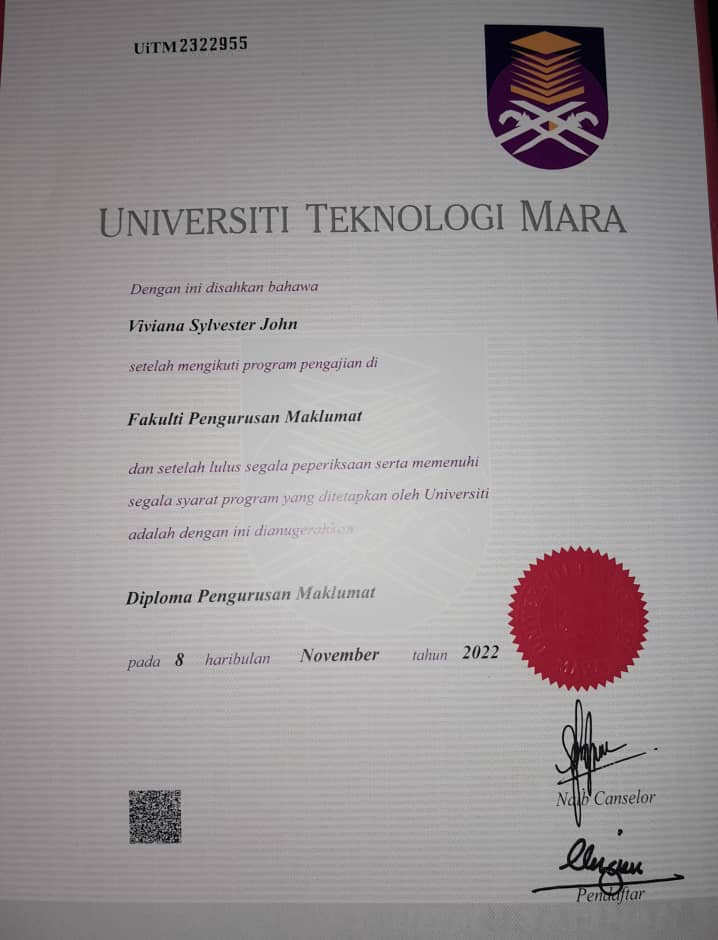 UiTM2322955
UNIVERSITI TEKNOLOGI MARA
Dengan ini disahkan bahawa
Viviana Sylvester John
setelah mengikuti program pengajian di
Fakulti Pengurusan Maklumat
dan setelah lulus segala peperiksaan serta memenuhi
segala syarat program yang ditetapkan oleh Universiti
adalah dengan ini dianugerahkan
Diploma Pengurusan Maklumat
pada 8 haribulan November tahun 2022
Naib Canselor
Pendaftar